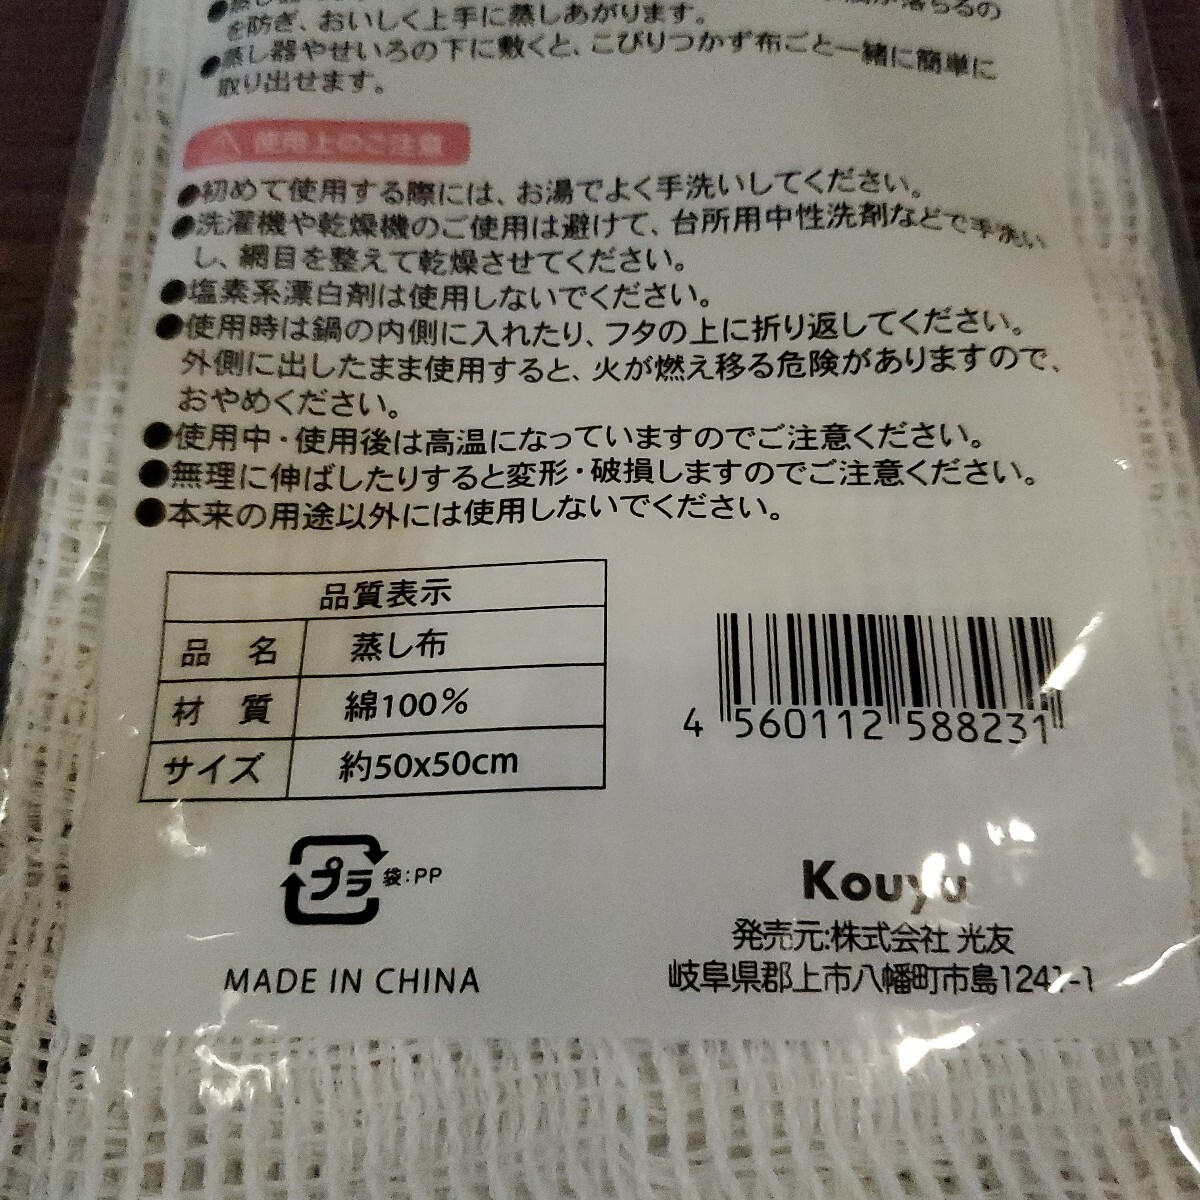 を防ぎ、おいしく上手に蒸しあがります。
●蒸し器やせいろの下に敷くと、こびりつかず布ごと一緒に簡単に
取り出せます。
●初めて使用する際には、お湯でよく手洗いしてください。
●洗濯機や乾燥機のご使用は避けて、台所用中性洗剤などで手洗い
し、網目を整えて乾燥させてください。
●塩素系漂白剤は使用しないでください。
●使用時は鍋の内側に入れたり、フタの上に折り返してください。
外側に出したまま使用すると、火が燃え移る危険がありますので、
おやめください。
●使用中・使用後は高温になっていますのでご注意ください。
●無理に伸ばしたりすると変形・破損しますのでご注意ください。
●本来の用途以外には使用しないでください。
品質表示
品 名 蒸し布
材 質 綿100%
サイズ 約50x50cm
4 560112 588231
プラ 袋:PP
MADE IN CHINA
Kouyu
発売元:株式会社 光友
岐阜県郡上市八幡町市島1241-1